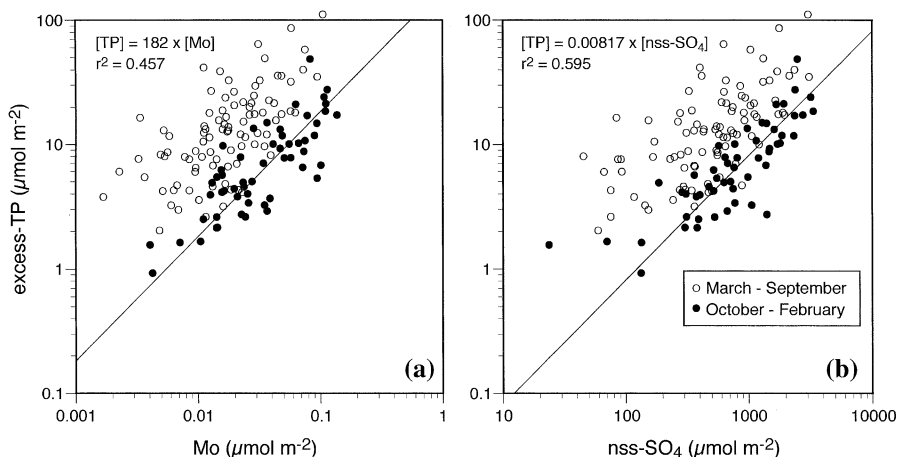 100
10
1
0.1
excess-TP (µmol m-2)
[TP] = 182 x [Mo]
r2 = 0.457
(a)
0.001
0.01
0.1
1
Mo (µmol m-2)
100
10
1
0.1
[TP] = 0.00817 x [nss-SO4]
r2 = 0.595
March - September
October - February
(b)
10
100
1000
10000
nss-SO4 (µmol m-2)